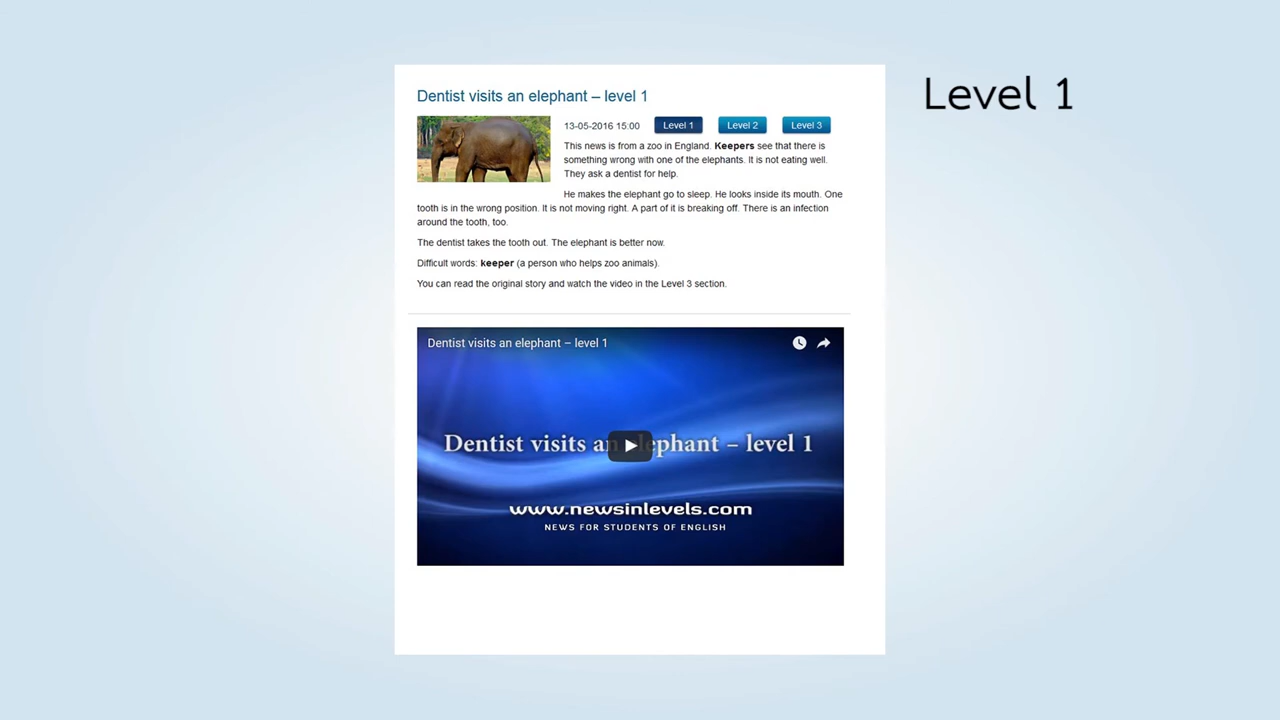 Level 1
Dentist visits an elephant – level 1
13-05-2016 15:00 Level 1 Level 2 Level 3
This news is from a zoo in England. Keepers see that there is
something wrong with one of the elephants. It is not eating well.
They ask a dentist for help.
He makes the elephant go to sleep. He looks inside its mouth. One
tooth is in the wrong position. It is not moving right. A part of it is breaking off. There is an infection
around the tooth, too.
The dentist takes the tooth out. The elephant is better now.
Difficult words: keeper (a person who helps zoo animals).
You can read the original story and watch the video in the Level 3 section.
Dentist visits an elephant – level 1
Dentist visits an elephant – level 1
www.newsinlevels.com
NEWS FOR STUDENTS OF ENGLISH